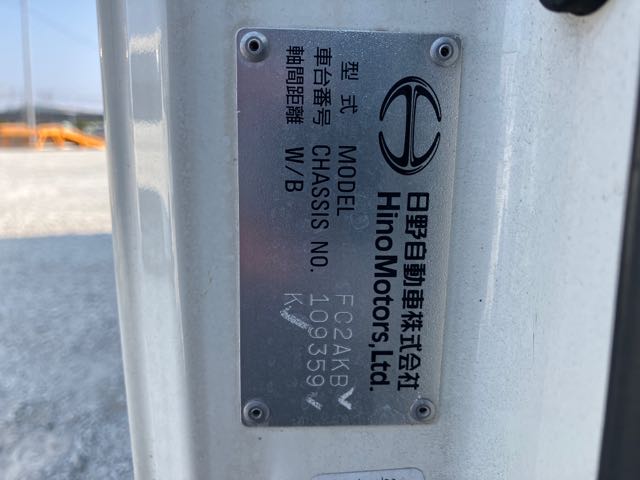 日野自動車株式会社
Hino Motors, Ltd.
型式 MODEL FC2AKB
車台番号 CHASSIS NO. 109359
軸間距離 W/B K